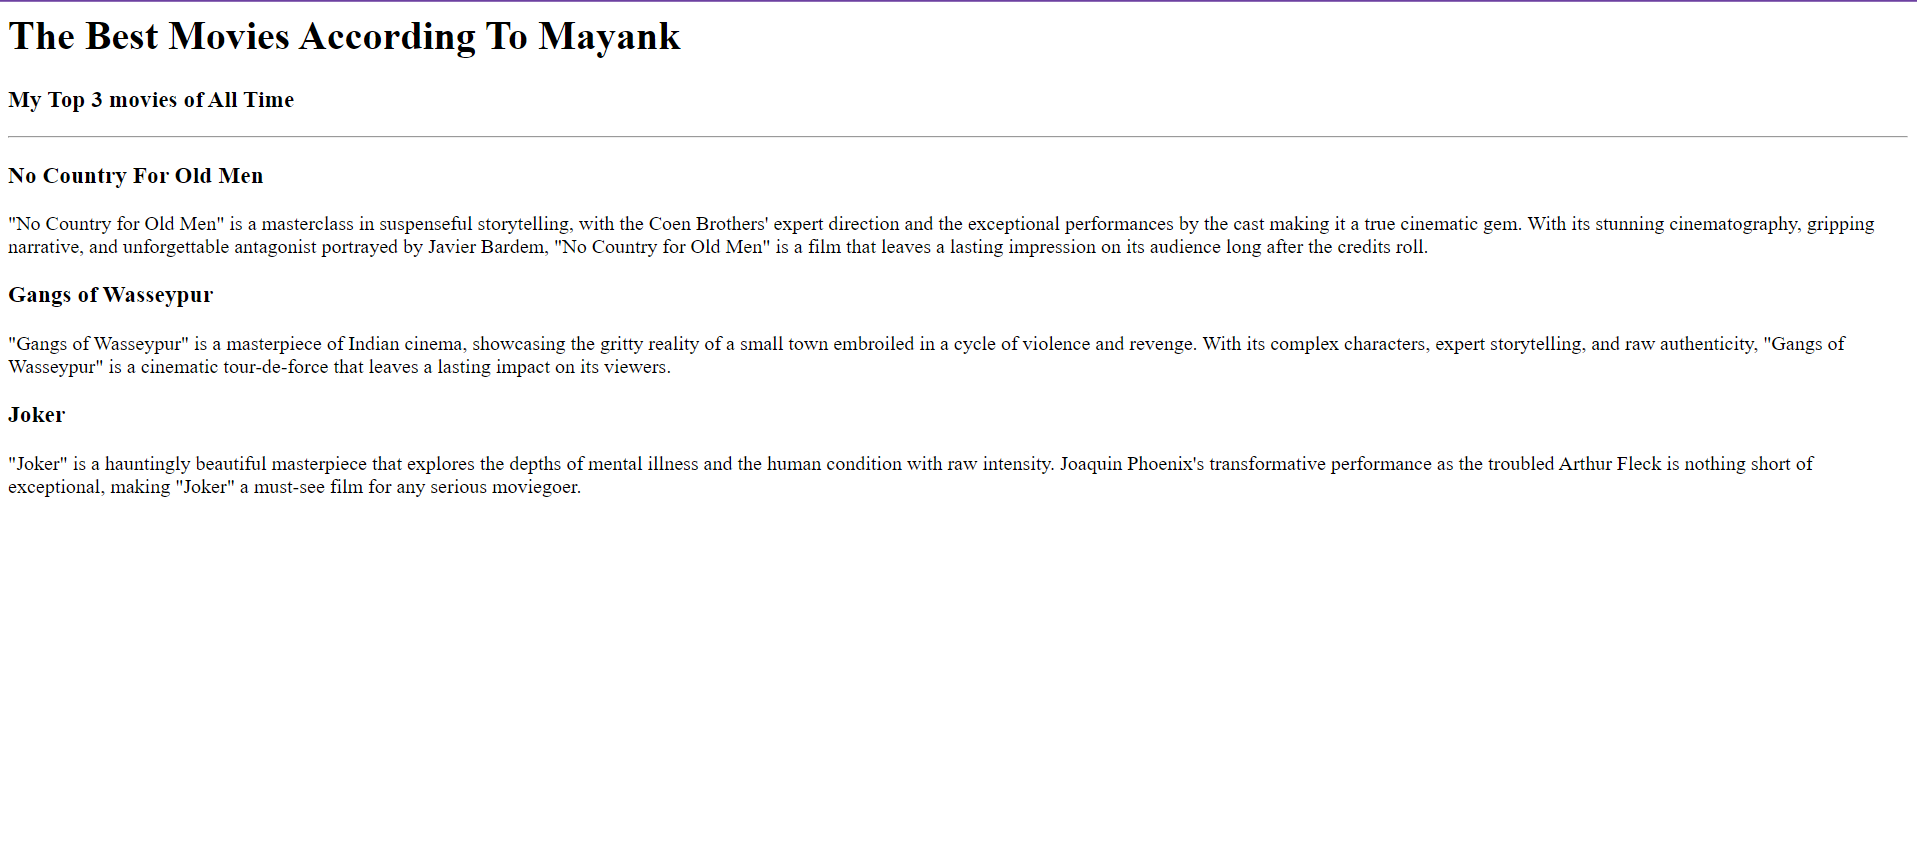 The Best Movies According To Mayank
My Top 3 movies of All Time
No Country For Old Men
"No Country for Old Men" is a masterclass in suspenseful storytelling, with the Coen Brothers' expert direction and the exceptional performances by the cast making it a true cinematic gem. With its stunning cinematography, gripping
narrative, and unforgettable antagonist portrayed by Javier Bardem, "No Country for Old Men" is a film that leaves a lasting impression on its audience long after the credits roll.
Gangs of Wasseypur
"Gangs of Wasseypur" is a masterpiece of Indian cinema, showcasing the gritty reality of a small town embroiled in a cycle of violence and revenge. With its complex characters, expert storytelling, and raw authenticity, "Gangs of
Wasseypur" is a cinematic tour-de-force that leaves a lasting impact on its viewers.
Joker
"Joker" is a hauntingly beautiful masterpiece that explores the depths of mental illness and the human condition with raw intensity. Joaquin Phoenix's transformative performance as the troubled Arthur Fleck is nothing short of
exceptional, making "Joker" a must-see film for any serious moviegoer.